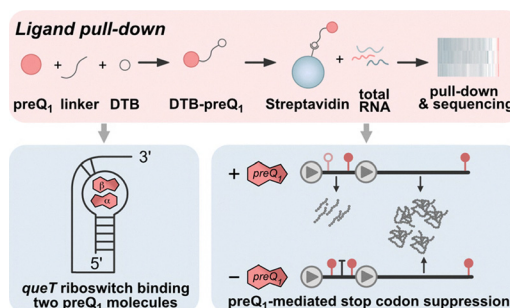 Ligand pull-down
+ + +
preQ₁ linker DTB DTB-preQ₁ Streptavidin total RNA pull-down & sequencing
3'
β
α
5'
queT riboswitch binding
two preQ₁ molecules
+ preQ₁
− preQ₁
preQ₁-mediated stop codon suppression